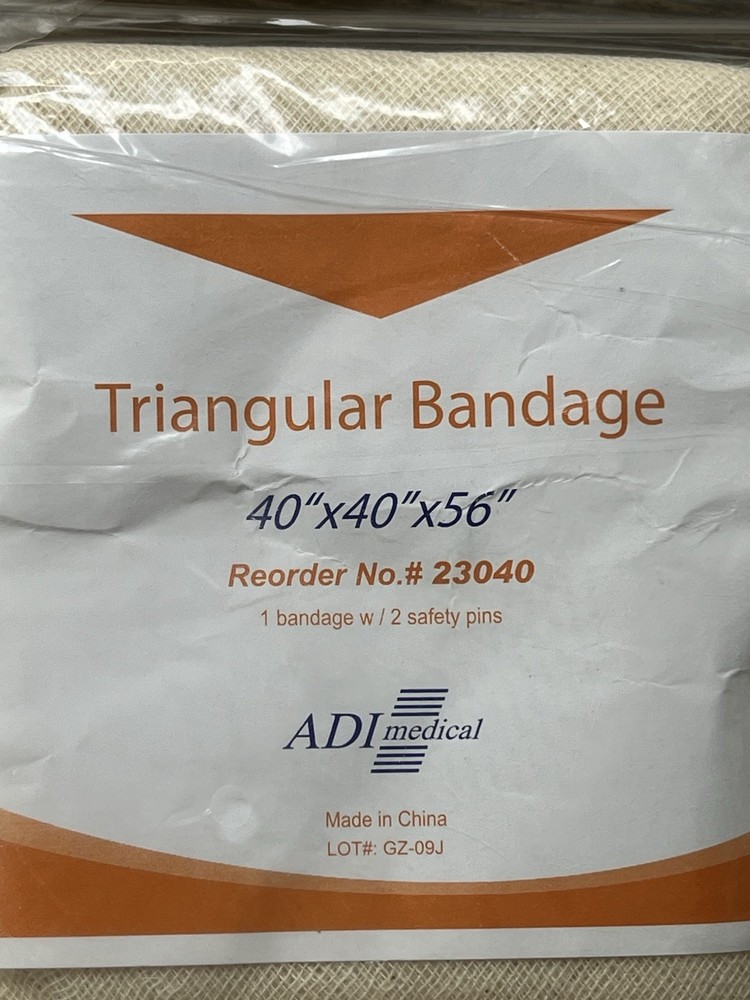 Triangular Bandage
40“x40”x56”
Reorder No.# 23040
1 bandage w / 2 safety pins
ADI medical
Made in China
LOT#: GZ-09J